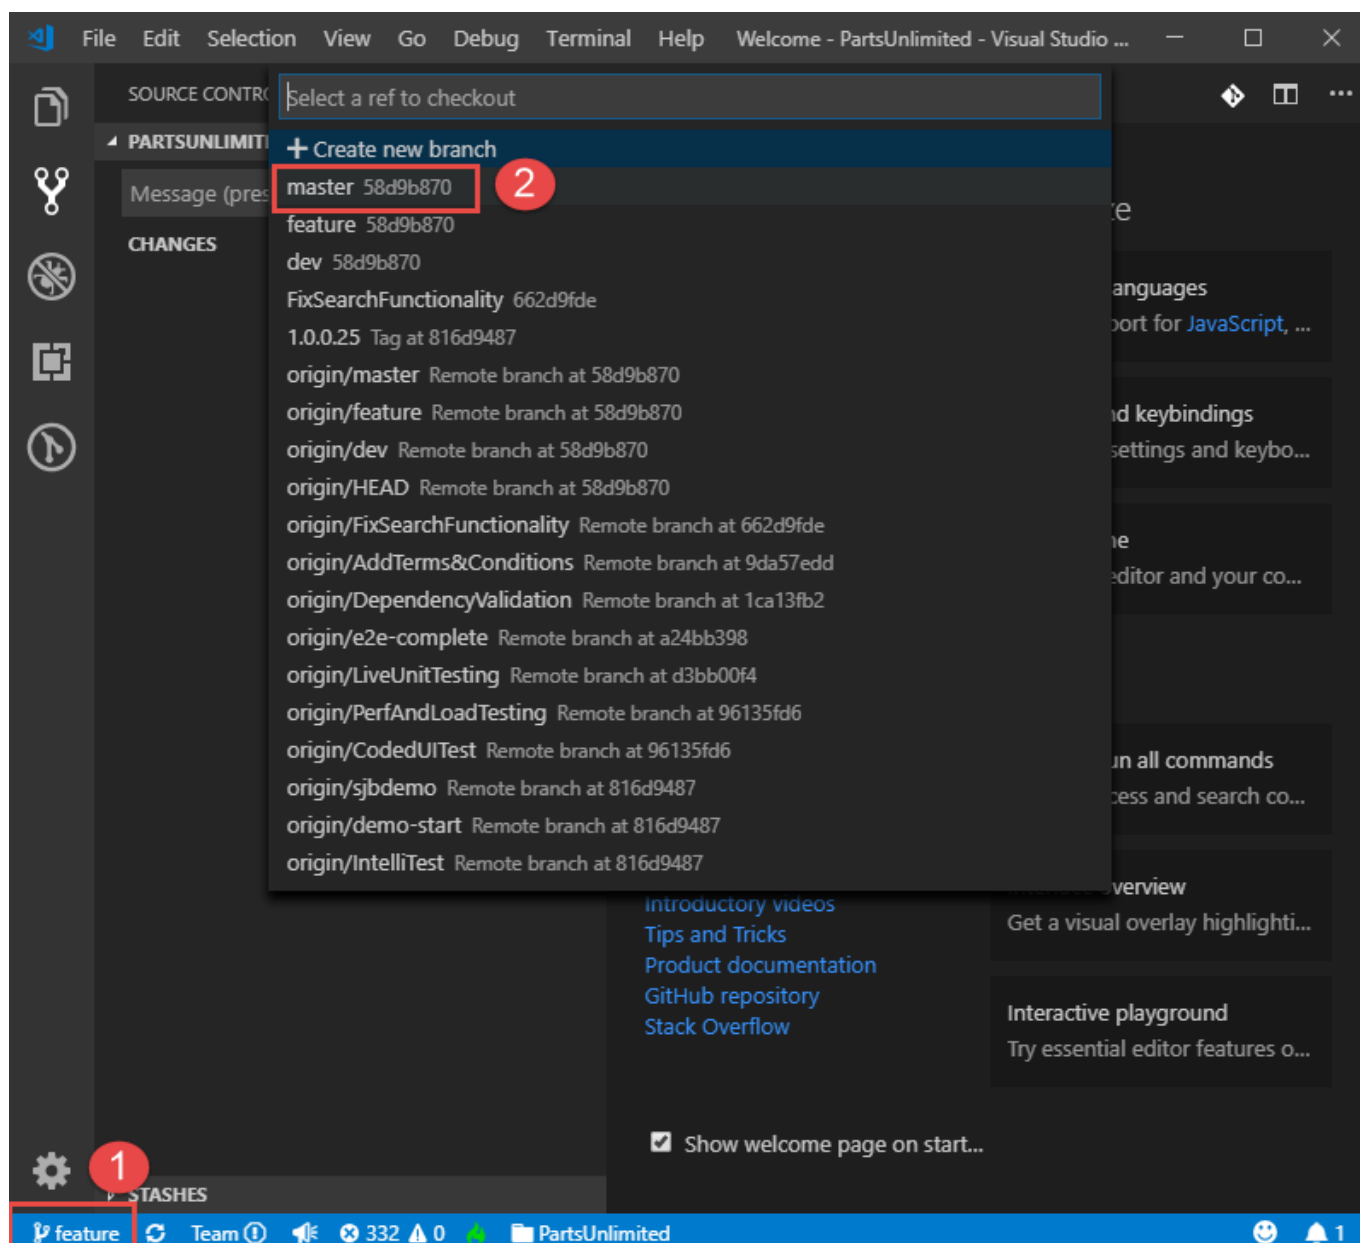 File Edit Selection View Go Debug Terminal Help Welcome - PartsUnlimited - Visual Studio ...
SOURCE CONTR
Select a ref to checkout
PARTSUNLIMIT
Create new branch
Message (pres
master 58d9b870
2
feature 58d9b870
CHANGES
dev 58d9b870
FixSearchFunctionality 662d9fde
anguages
1.0.0.25 Tag at 816d9487
port for JavaScript, ...
origin/master Remote branch at 58d9b870
origin/feature Remote branch at 58d9b870
nd keybindings
origin/dev Remote branch at 58d9b870
settings and keybo...
origin/HEAD Remote branch at 58d9b870
origin/FixSearchFunctionality Remote branch at 662d9fde
origin/AddTerms&Conditions Remote branch at 9da57edd
editor and your co...
origin/DependencyValidation Remote branch at 1ca13fb2
origin/e2e-complete Remote branch at a24bb398
origin/LiveUnitTesting Remote branch at d3bb00f4
origin/PerfAndLoadTesting Remote branch at 96135fd6
origin/CodedUITest Remote branch at 96135fd6
un all commands
origin/sjbdemo Remote branch at 816d9487
cess and search co...
origin/demo-start Remote branch at 816d9487
origin/IntelliTest Remote branch at 816d9487
overview
Introductory videos
Get a visual overlay highlighti...
Tips and Tricks
Product documentation
GitHub repository
Stack Overflow
Interactive playground
Try essential editor features o...
Show welcome page on start...
1
STASHES
feature Team 332 0 PartsUnlimited 1